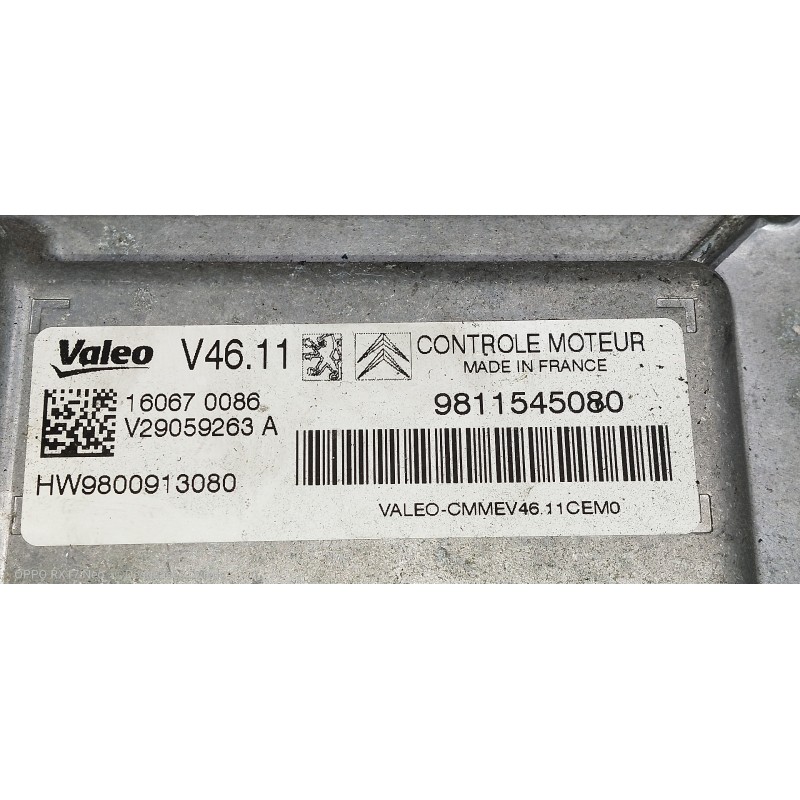 Valeo V46.11 CONTROLE MOTEUR
MADE IN FRANCE
16067 0086
V29059263 A
9811545080
HW9800913080
VALEO-CMMEV46.11CEM0